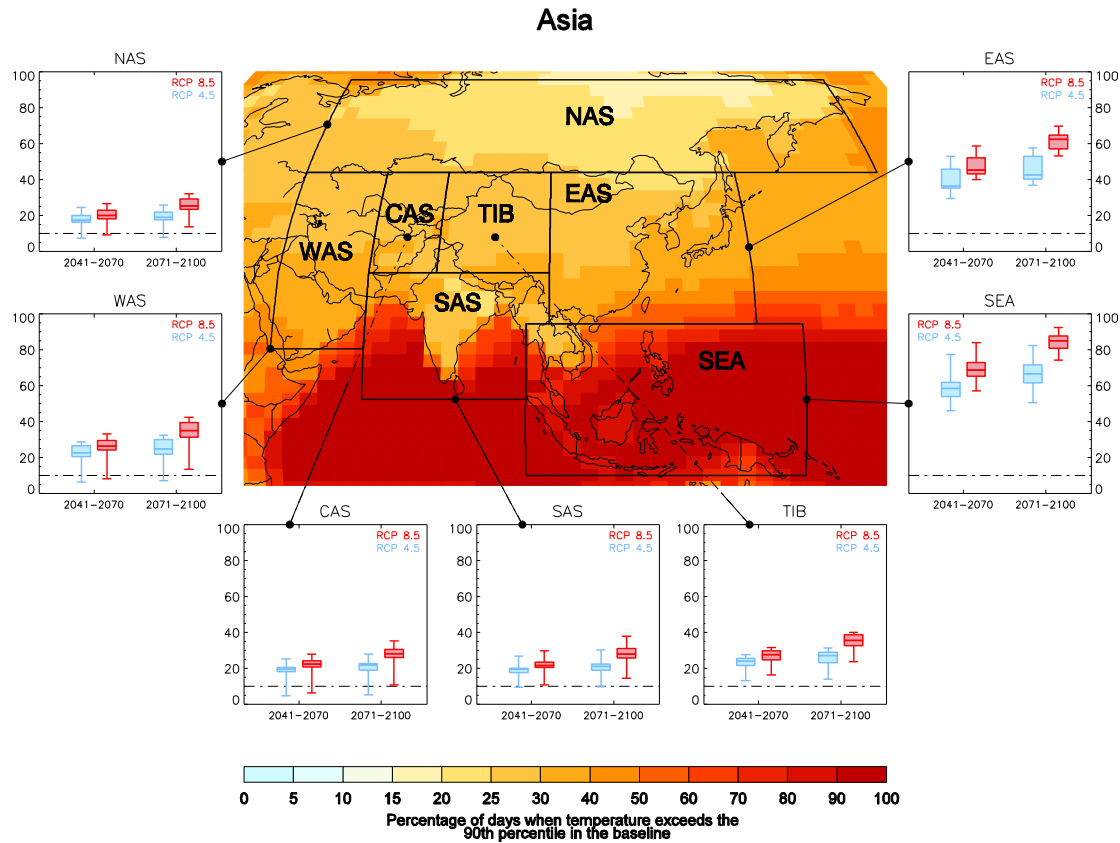 Asia
NAS
RCP 8.5
RCP 4.5
100
80
60
40
20
0
2041-2070
2071-2100
WAS
RCP 8.5
RCP 4.5
100
80
60
40
20
0
2041-2070
2071-2100
NAS
EAS
CAS
TIB
WAS
SAS
SEA
EAS
RCP 8.5
RCP 4.5
100
80
60
40
20
0
2041-2070
2071-2100
SEA
RCP 8.5
RCP 4.5
100
80
60
40
20
0
2041-2070
2071-2100
CAS
RCP 8.5
RCP 4.5
100
80
60
40
20
0
2041-2070
2071-2100
SAS
RCP 8.5
RCP 4.5
100
80
60
40
20
0
2041-2070
2071-2100
TIB
RCP 8.5
RCP 4.5
100
80
60
40
20
0
2041-2070
2071-2100
0 5 10 15 20 25 30 40 50 60 70 80 90 100
Percentage of days when temperature exceeds the
90th percentile in the baseline